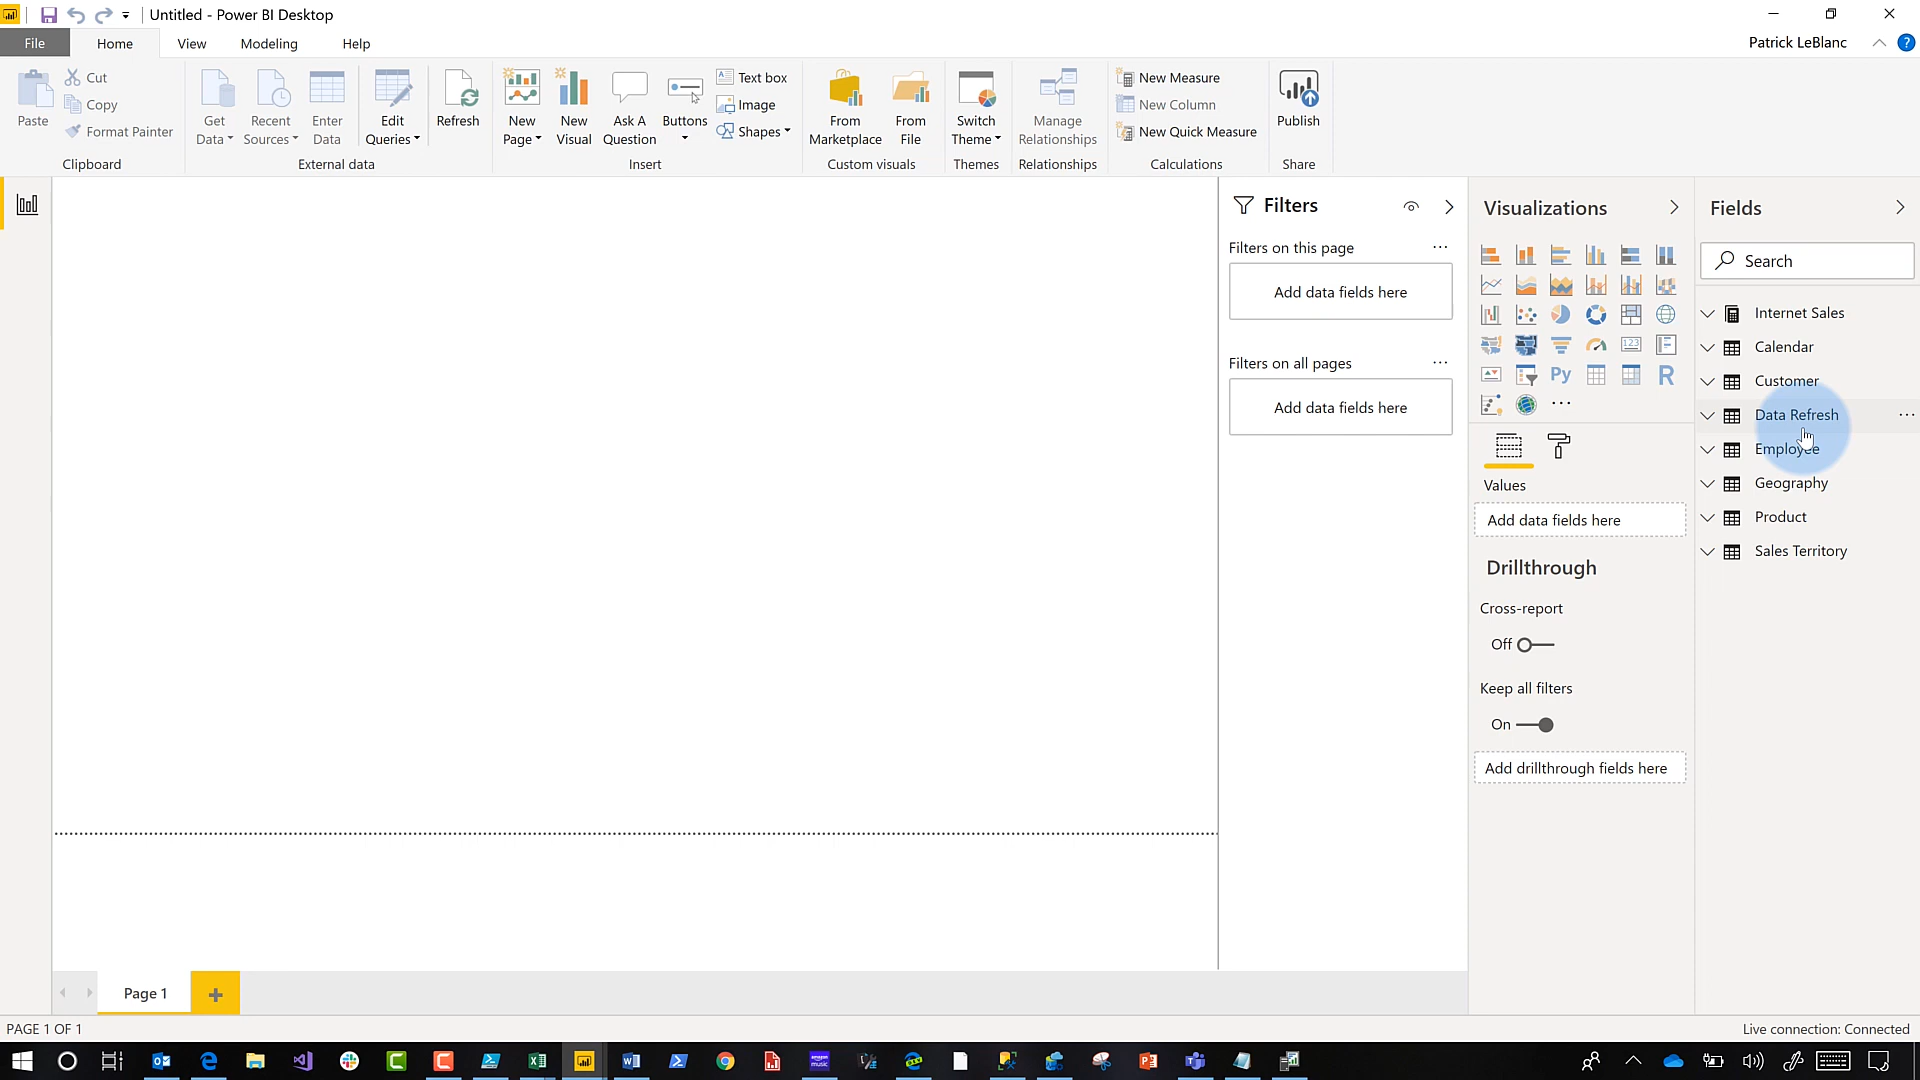 Untitled - Power BI Desktop
File
Home
View
Modeling
Help
Patrick LeBlanc
?
Paste
Cut
Copy
Format Painter
Clipboard
Get
Data
Recent
Sources
Enter
Data
Edit
Queries
Refresh
External data
New
Page
New
Visual
Ask A
Question
Buttons
Text box
Image
Shapes
Insert
From
Marketplace
From
File
Custom visuals
Switch
Theme
Themes
Manage
Relationships
Relationships
New Measure
New Column
New Quick Measure
Calculations
Publish
Share
Filters
Filters on this page
...
Add data fields here
Filters on all pages
...
Add data fields here
Visualizations
123
Py
R
...
Values
Add data fields here
Drillthrough
Cross-report
Off
Keep all filters
On
Add drillthrough fields here
Fields
Search
Internet Sales
Calendar
Customer
Data Refresh
...
Employee
Geography
Product
Sales Territory
Page 1
+
PAGE 1 OF 1
Live connection: Connected